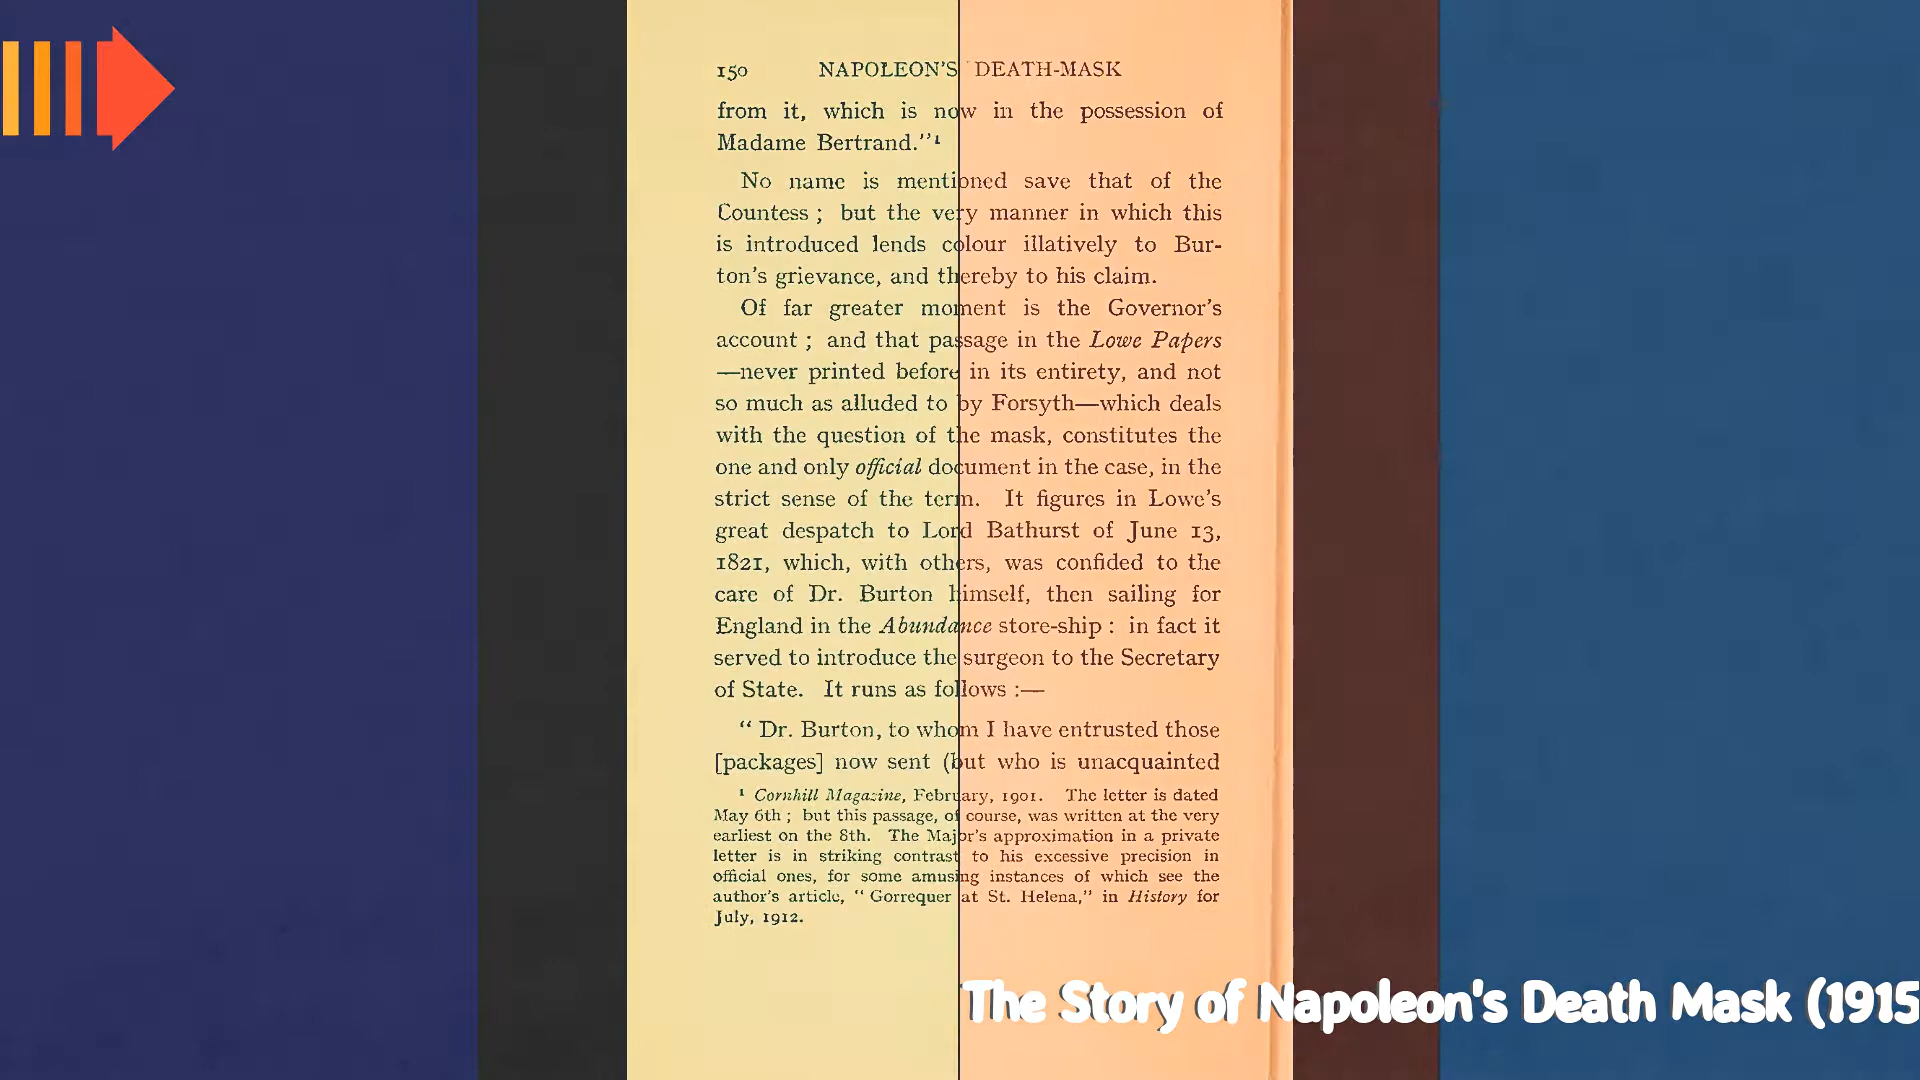 150 NAPOLEON'S DEATH-MASK
from it, which is now in the possession of
Madame Bertrand."¹
No name is mentioned save that of the
Countess ; but the very manner in which this
is introduced lends colour illatively to Bur-
ton's grievance, and thereby to his claim.
Of far greater moment is the Governor's
account ; and that passage in the Lowe Papers
—never printed before in its entirety, and not
so much as alluded to by Forsyth—which deals
with the question of the mask, constitutes the
one and only official document in the case, in the
strict sense of the term. It figures in Lowe's
great despatch to Lord Bathurst of June 13,
1821, which, with others, was confided to the
care of Dr. Burton himself, then sailing for
England in the Abundance store-ship : in fact it
served to introduce the surgeon to the Secretary
of State. It runs as follows :—
" Dr. Burton, to whom I have entrusted those
[packages] now sent (but who is unacquainted
¹ Cornhill Magazine, February, 1901. The letter is dated
May 6th ; but this passage, of course, was written at the very
earliest on the 8th. The Major's approximation in a private
letter is in striking contrast to his excessive precision in
official ones, for some amusing instances of which see the
author's article, " Gorrequer at St. Helena," in History for
July, 1912.
The Story of Napoleon's Death Mask (1915